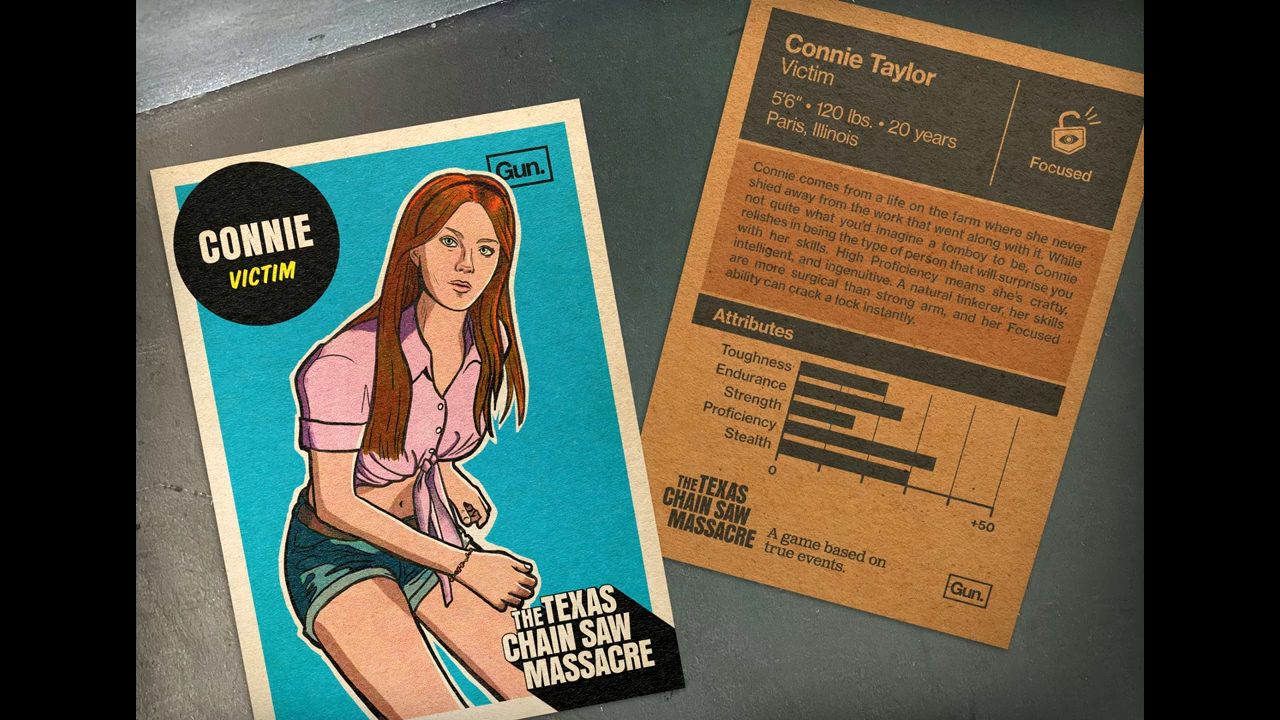 CONNIE
VICTIM
Gun.
THE TEXAS
CHAIN SAW
MASSACRE
Connie Taylor
Victim
5'6" • 120 lbs. • 20 years
Paris, Illinois
Focused
Connie comes from a life on the farm where she never
shied away from the work that went along with it. While
not quite what you'd imagine a tomboy to be, Connie
relishes in being the type of person that will surprise you
with her skills. High Proficiency means she's crafty,
intelligent, and ingenuitive. A natural tinkerer, her skills
are more surgical than strong arm, and her Focused
ability can crack a lock instantly.
Attributes
Toughness
Endurance
Strength
Proficiency
Stealth
0
+50
THE TEXAS
CHAIN SAW
MASSACRE
A game based on
true events.
Gun.